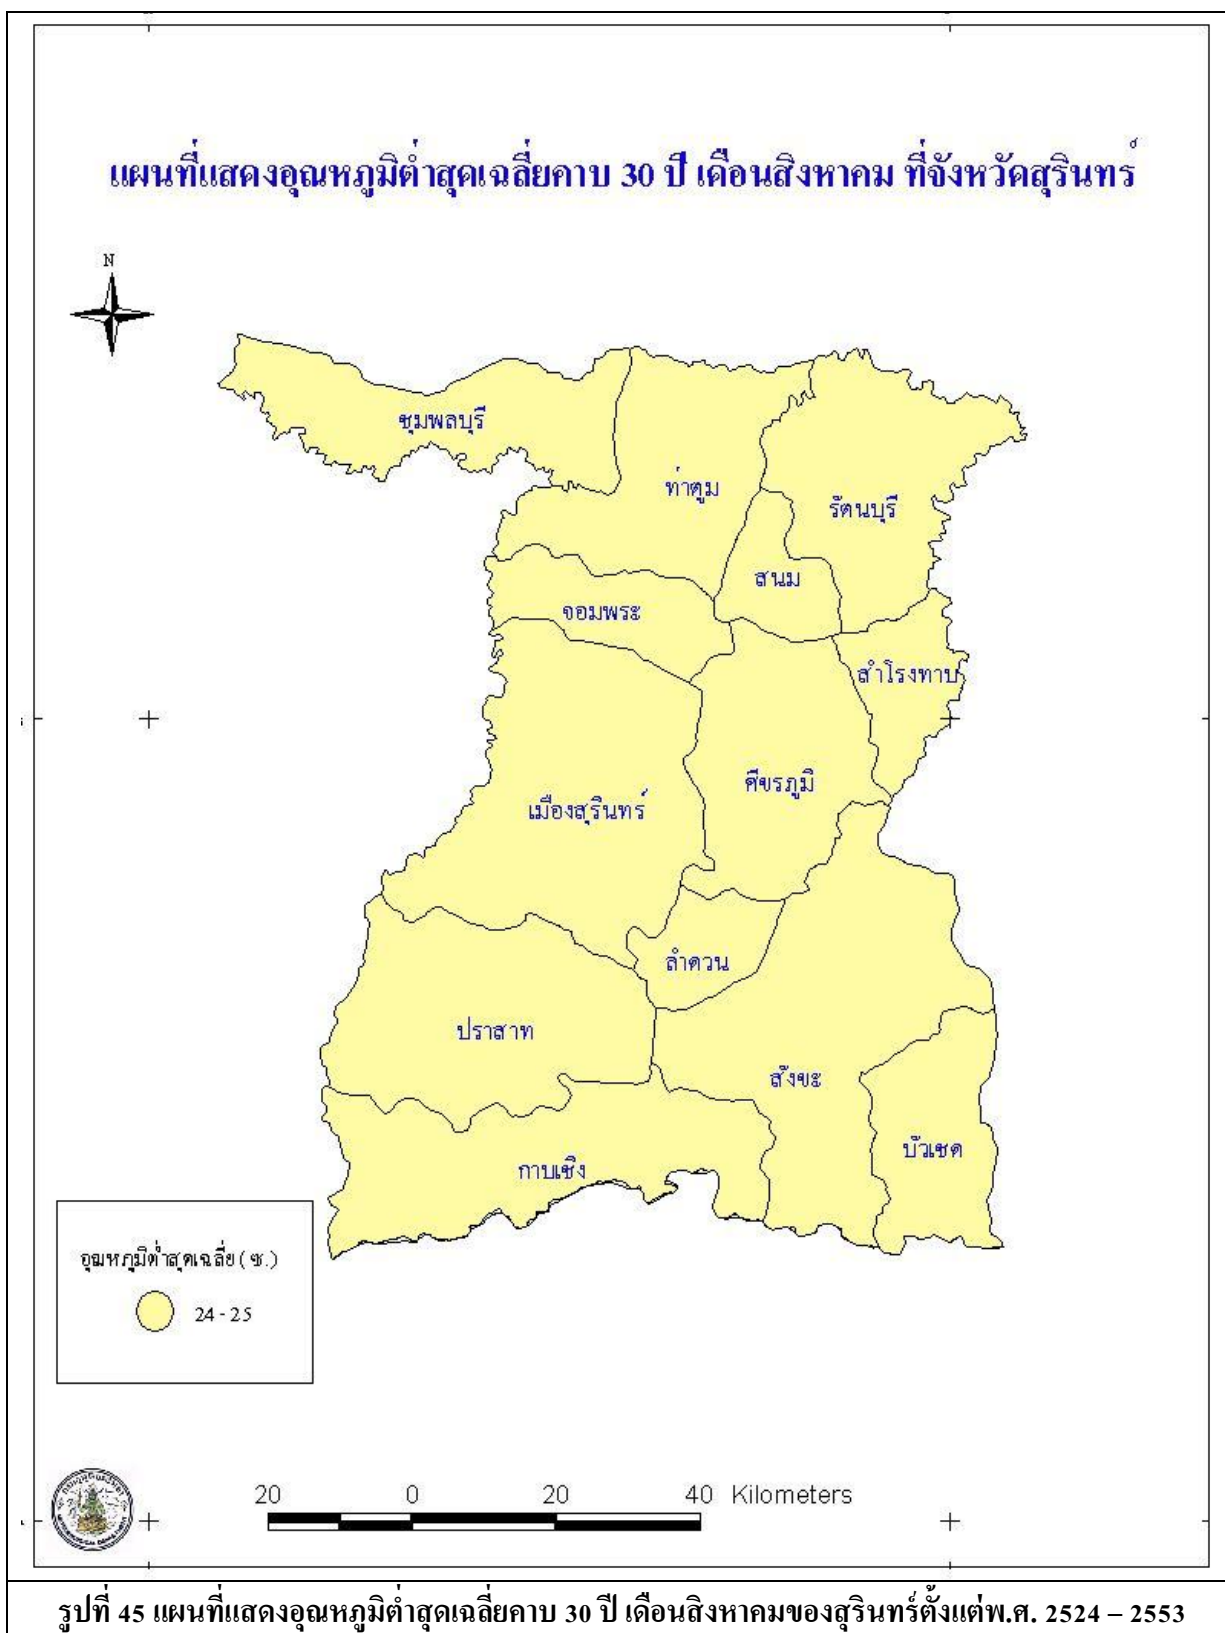 แผนที่แสดงอุณหภูมิต่ำสุดเฉลี่ยคาบ 30 ปี เดือนสิงหาคม ที่จังหวัดสุรินทร์
N
ชุมพลบุรี
ท่าตูม
รัตนบุรี
สนม
จอมพระ
สำโรงทาบ
ศีขรภูมิ
เมืองสุรินทร์
ลำดวน
ปราสาท
สังขะ
บัวเชด
กาบเชิง
อุณหภูมิต่ำสุดเฉลี่ย (ซ.)
24 - 25
20 0 20 40 Kilometers
รูปที่ 45 แผนที่แสดงอุณหภูมิต่ำสุดเฉลี่ยคาบ 30 ปี เดือนสิงหาคมของสุรินทร์ตั้งแต่พ.ศ. 2524 – 2553